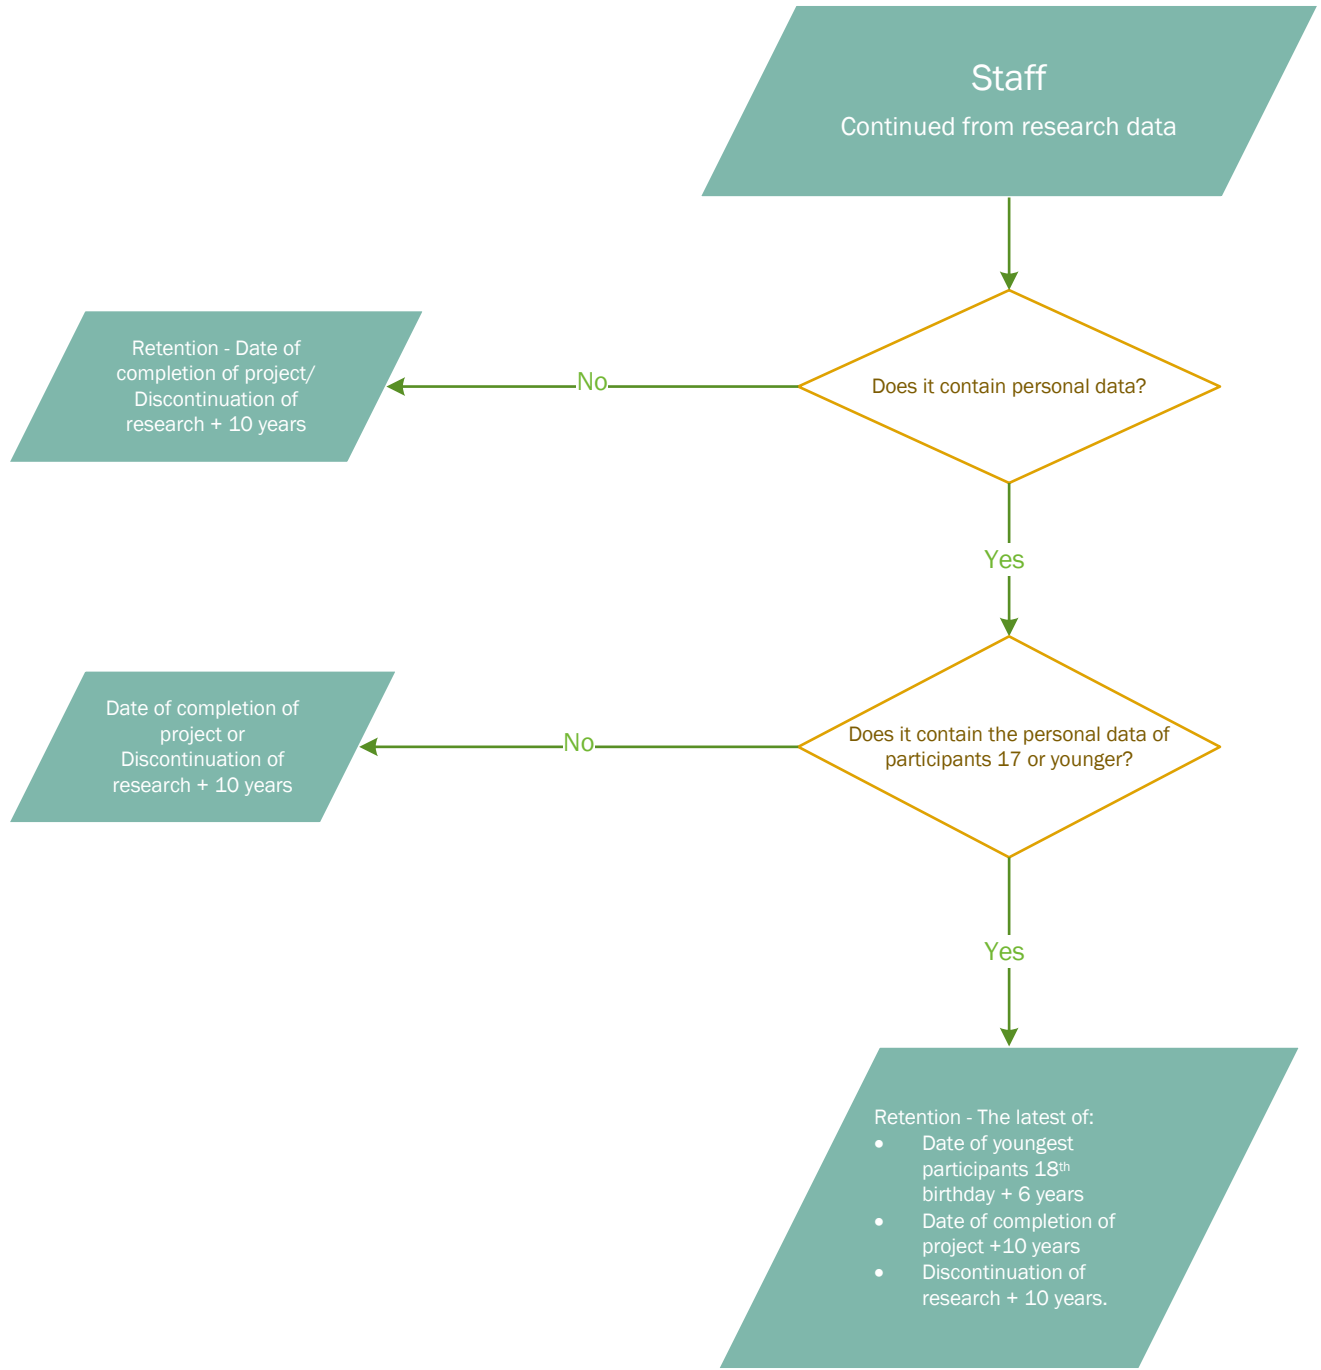 Staff
Continued from research data
Does it contain personal data?
No
Retention - Date of
completion of project/
Discontinuation of
research + 10 years
Yes
Does it contain the personal data of
participants 17 or younger?
No
Date of completion of
project or
Discontinuation of
research + 10 years
Yes
Retention - The latest of:
• Date of youngest
participants 18th
birthday + 6 years
• Date of completion of
project +10 years
• Discontinuation of
research + 10 years.